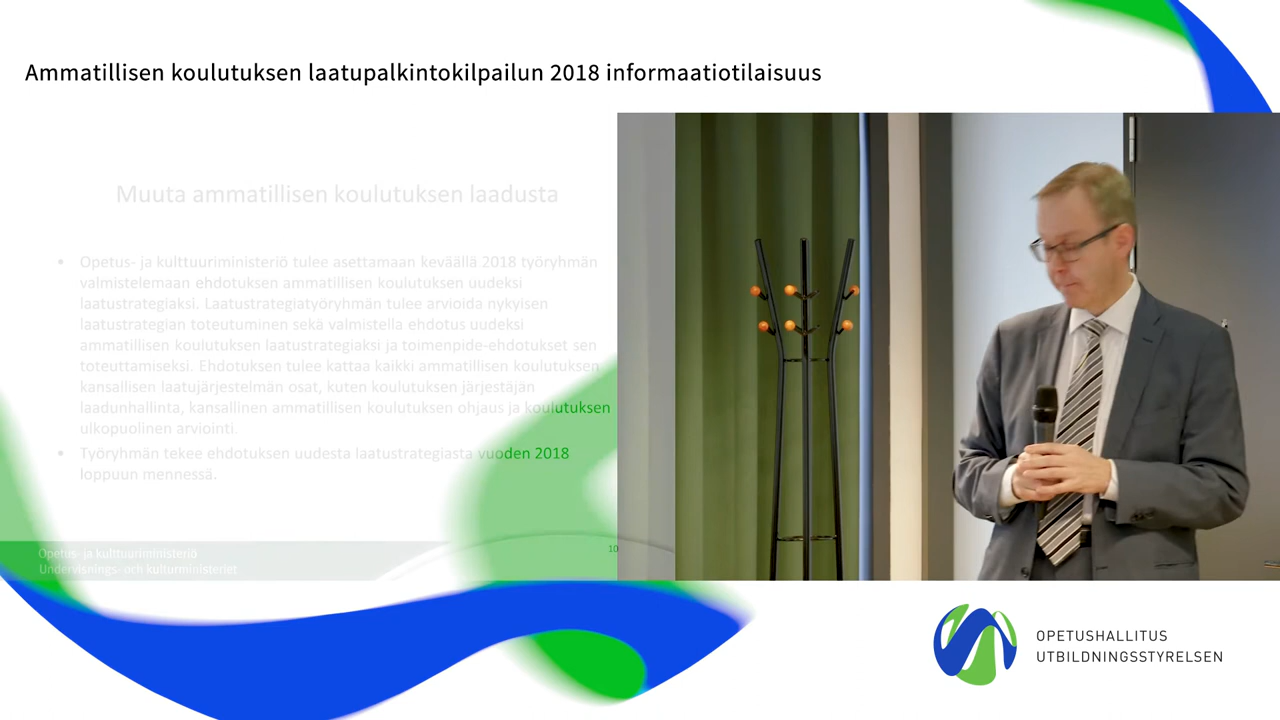 Ammatillisen koulutuksen laatupalkintokilpailun 2018 informaatiotilaisuus
Muuta ammatillisen koulutuksen laadusta
• Opetus- ja kulttuuriministeriö tulee asettamaan keväällä 2018 työryhmän
valmistelemaan ehdotuksen ammatillisen koulutuksen uudeksi
laatustrategiaksi. Laatustrategiatyöryhmän tulee arvioida nykyisen
laatustrategian toteutuminen sekä valmistella ehdotus uudeksi
ammatillisen koulutuksen laatustrategiaksi ja toimenpide-ehdotukset sen
toteuttamiseksi. Ehdotuksen tulee kattaa kaikki ammatillisen koulutuksen
kansallisen laatujärjestelmän osat, kuten koulutuksen järjestäjän
laadunhallinta, kansallinen ammatillisen koulutuksen ohjaus ja koulutuksen
ulkopuolinen arviointi.
• Työryhmän tekee ehdotuksen uudesta laatustrategiasta vuoden 2018
loppuun mennessä.
10
Opetus- ja kulttuuriministeriö
Undervisnings- och kulturministeriet
OPETUSHALLITUS
UTBILDNINGSSTYRELSEN